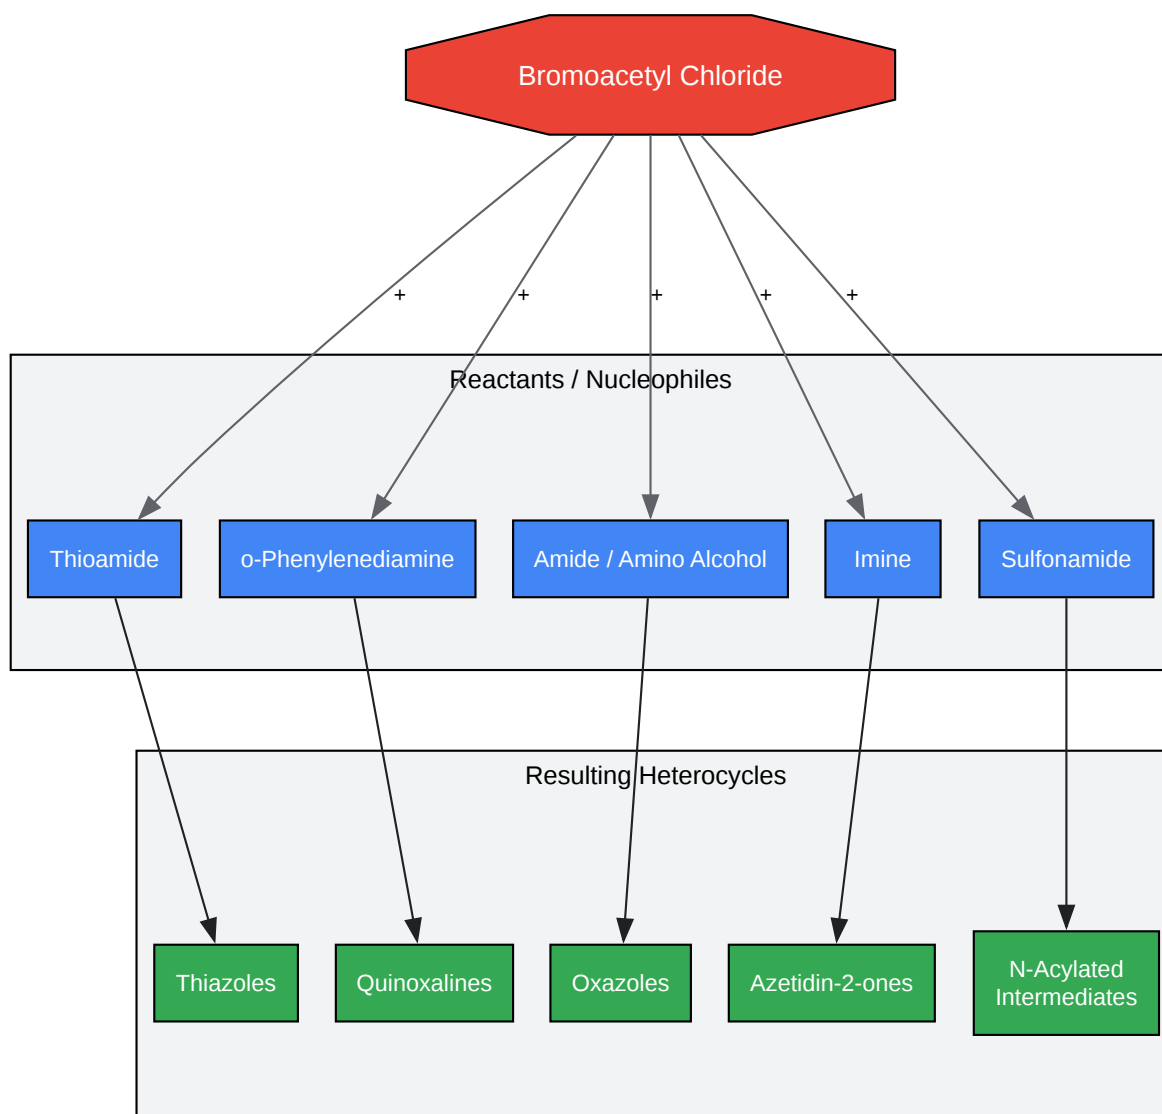 Bromoacetyl Chloride
+ + + + +
Reactants / Nucleophiles
Thioamide
o-Phenylenediamine
Amide / Amino Alcohol
Imine
Sulfonamide
Resulting Heterocycles
Thiazoles
Quinoxalines
Oxazoles
Azetidin-2-ones
N-Acylated
Intermediates